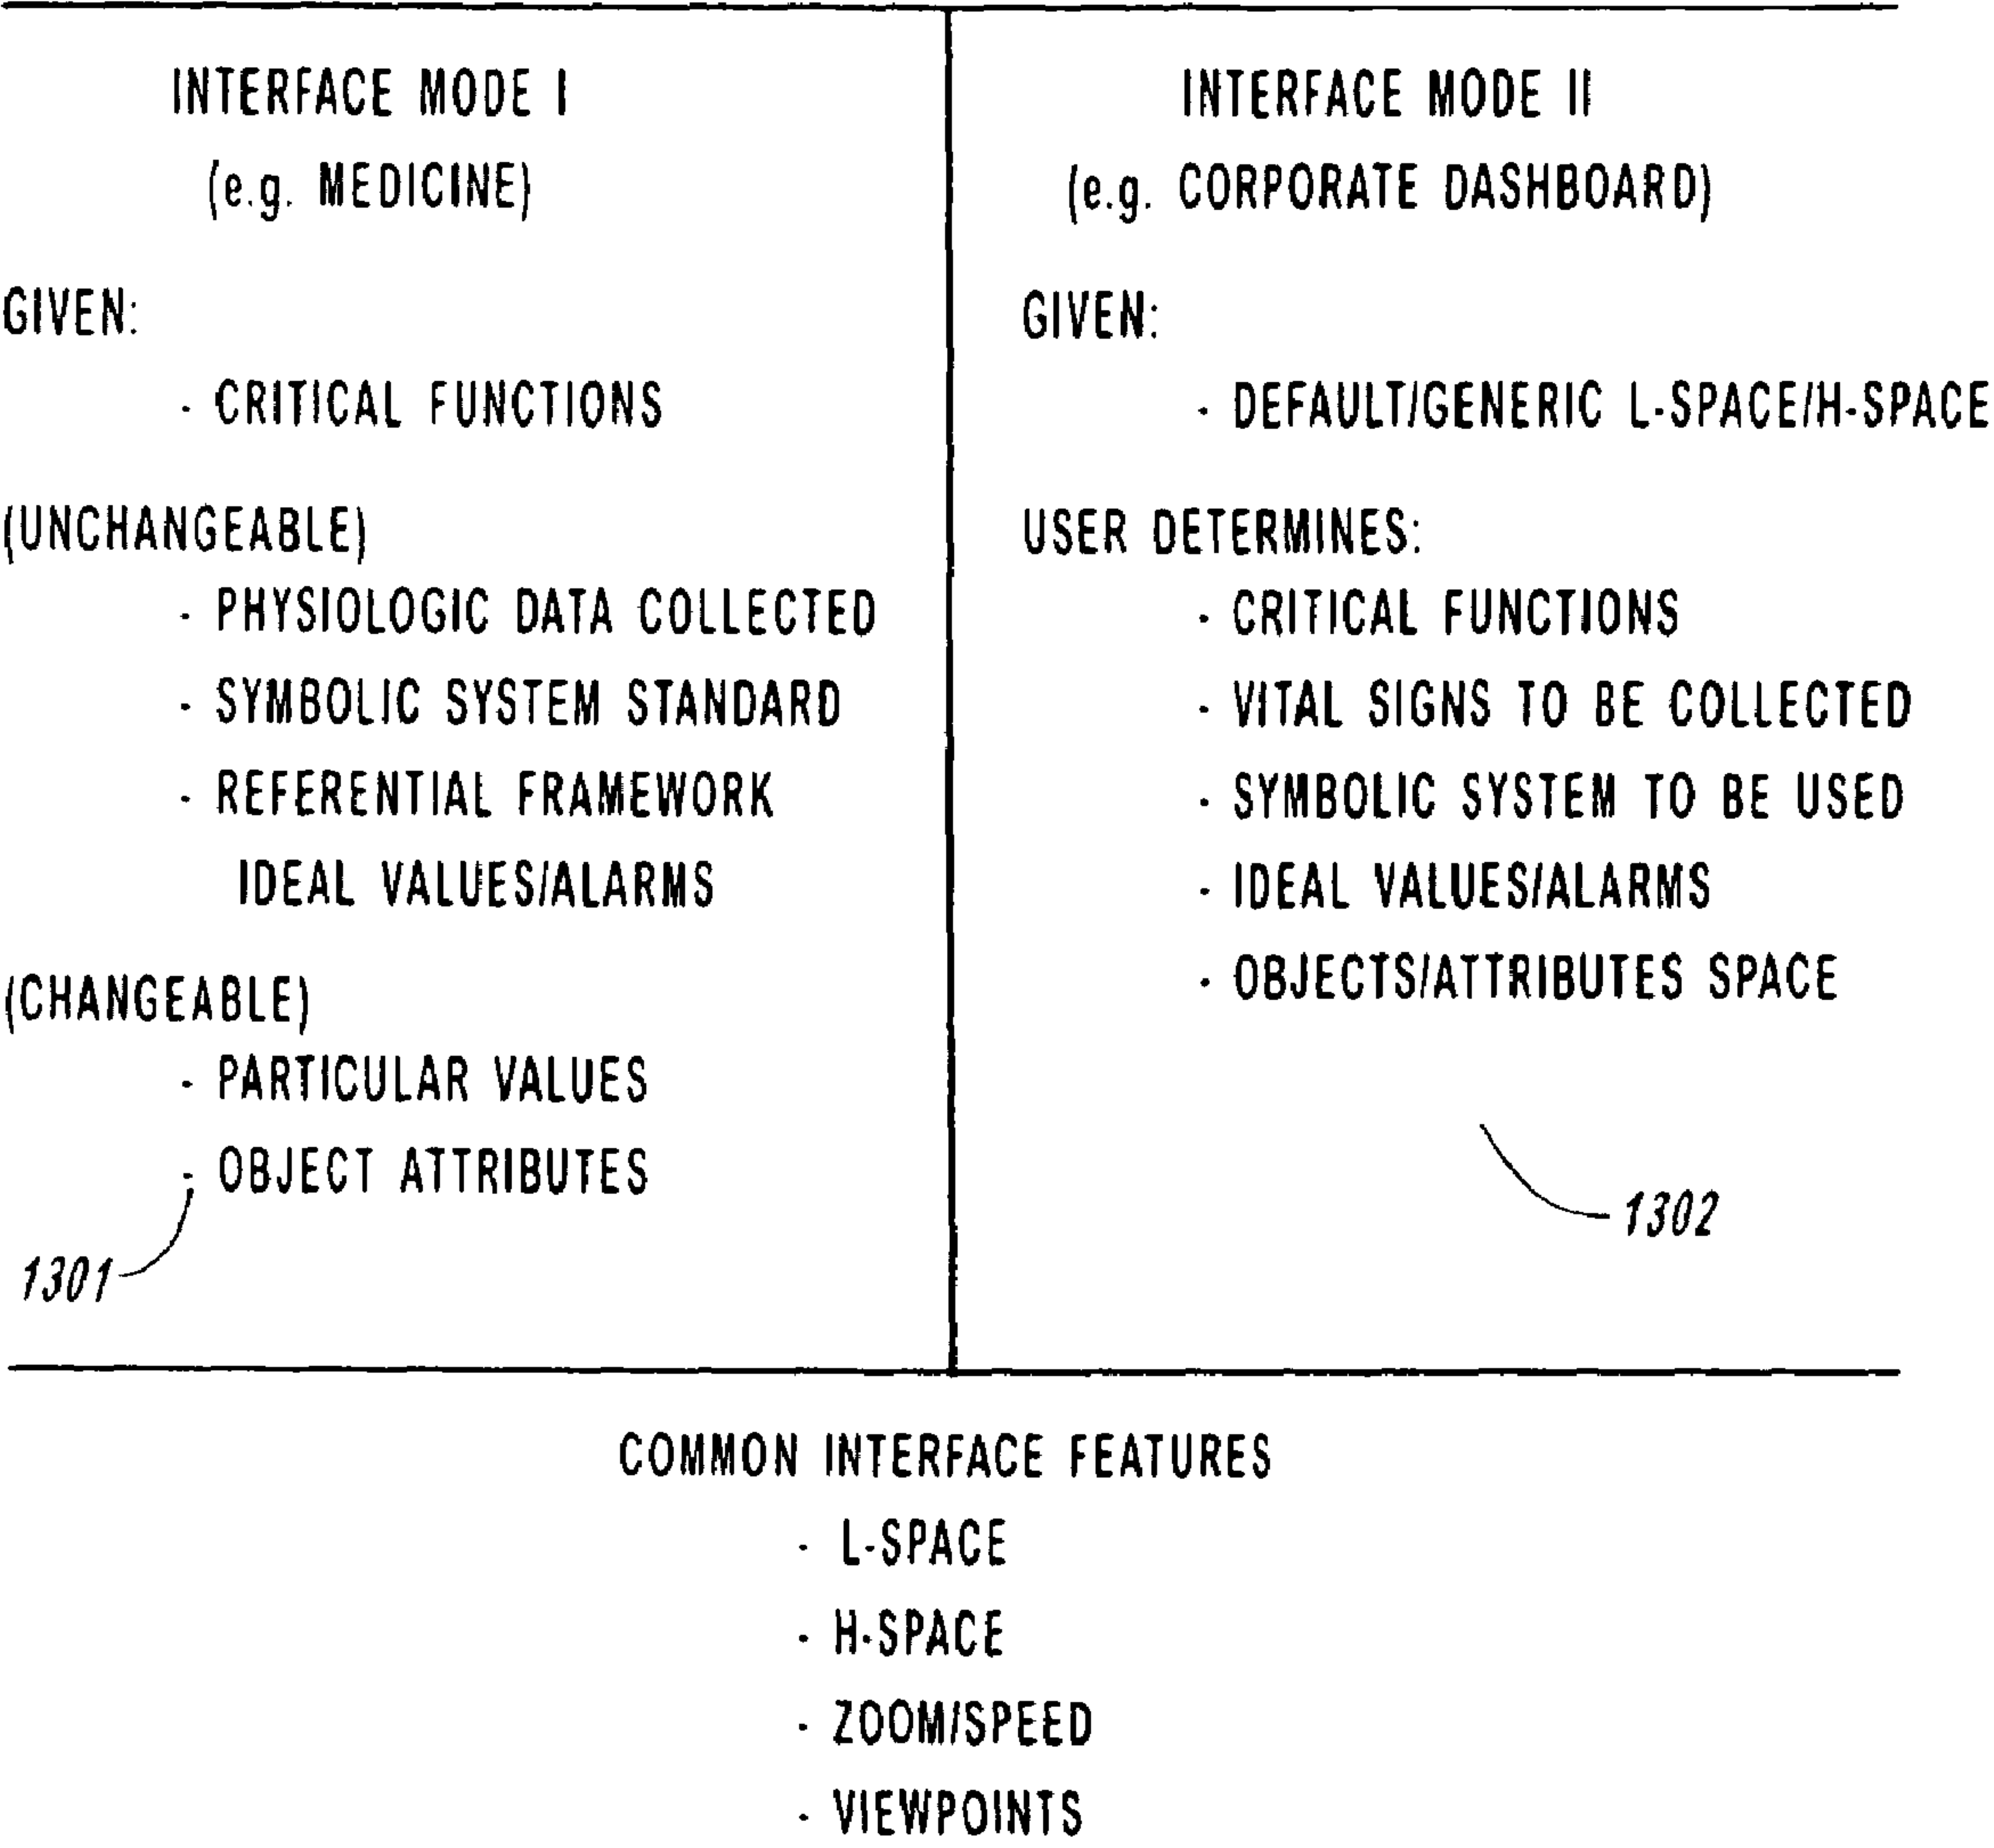 INTERFACE MODE I
(e.g. MEDICINE)
GIVEN:
- CRITICAL FUNCTIONS
(UNCHANGEABLE)
- PHYSIOLOGIC DATA COLLECTED
- SYMBOLIC SYSTEM STANDARD
- REFERENTIAL FRAMEWORK
IDEAL VALUES/ALARMS
(CHANGEABLE)
- PARTICULAR VALUES
- OBJECT ATTRIBUTES
1301
INTERFACE MODE II
(e.g. CORPORATE DASHBOARD)
GIVEN:
- DEFAULT/GENERIC L-SPACE/H-SPACE
USER DETERMINES:
- CRITICAL FUNCTIONS
- VITAL SIGNS TO BE COLLECTED
- SYMBOLIC SYSTEM TO BE USED
- IDEAL VALUES/ALARMS
- OBJECTS/ATTRIBUTES SPACE
1302
COMMON INTERFACE FEATURES
- L-SPACE
- H-SPACE
- ZOOM/SPEED
- VIEWPOINTS